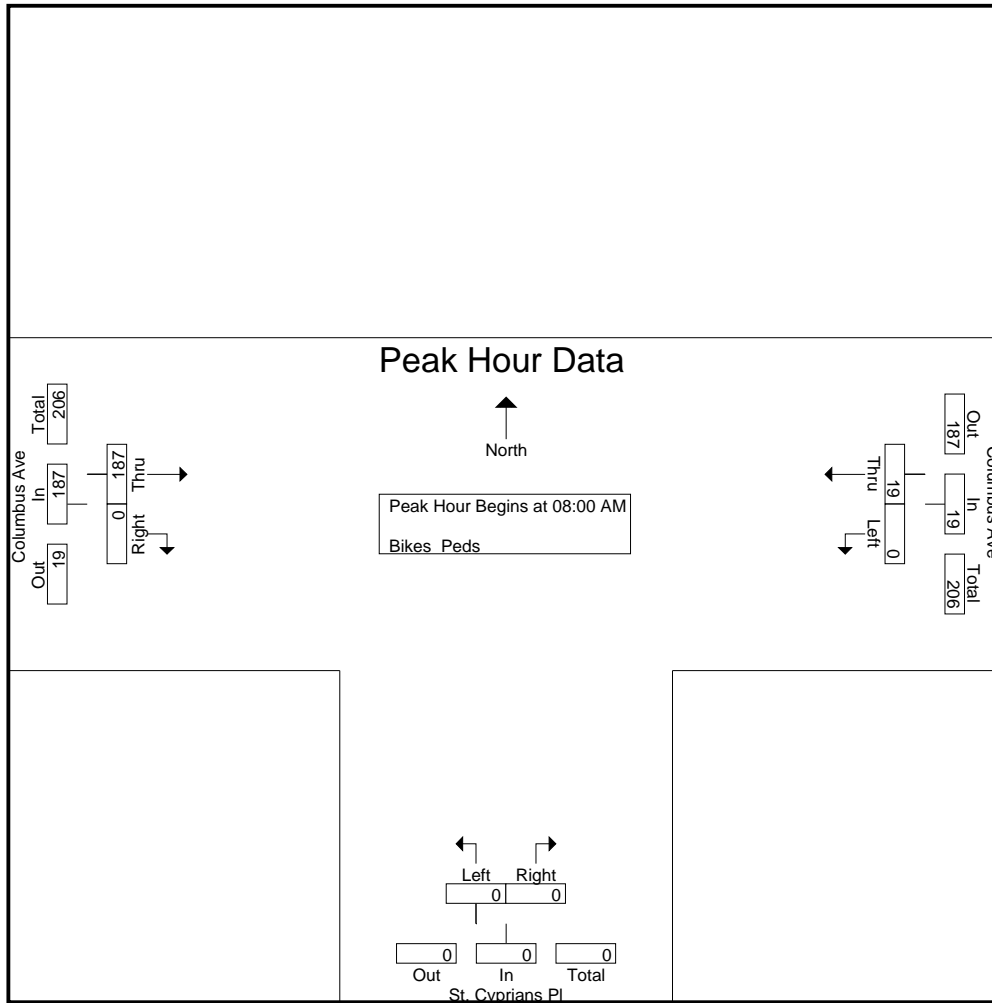 Peak Hour Data
North
Peak Hour Begins at 08:00 AM
Bikes Peds
Columbus Ave
Out In Total
19 187 206
Right Thru
0 187
Columbus Ave
Out In Total
187 19 206
Thru Left
19 0
Left Right
0 0
0 0 0
Out In Total
St. Cyprians Pl